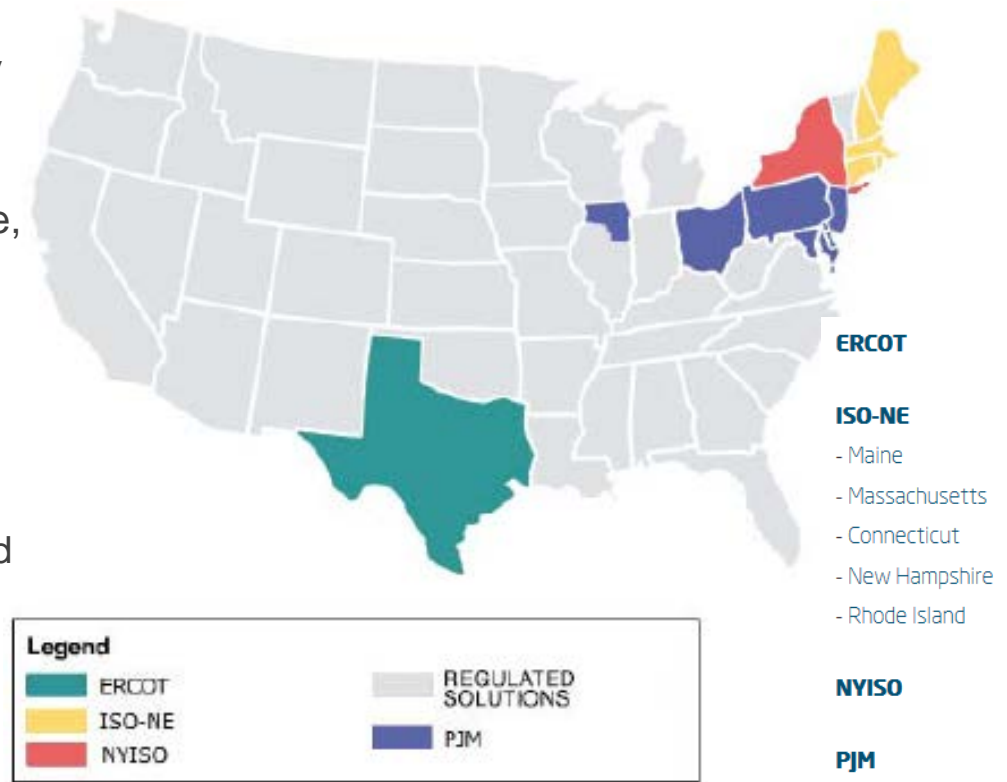 e,
d
ERCOT
ISO-NE
- Maine
- Massachusetts
- Connecticut
- New Hampshire
- Rhode Island
NYISO
PJM
Legend
ERCOT
ISO-NE
NYISO
REGULATED
SOLUTIONS
PJM